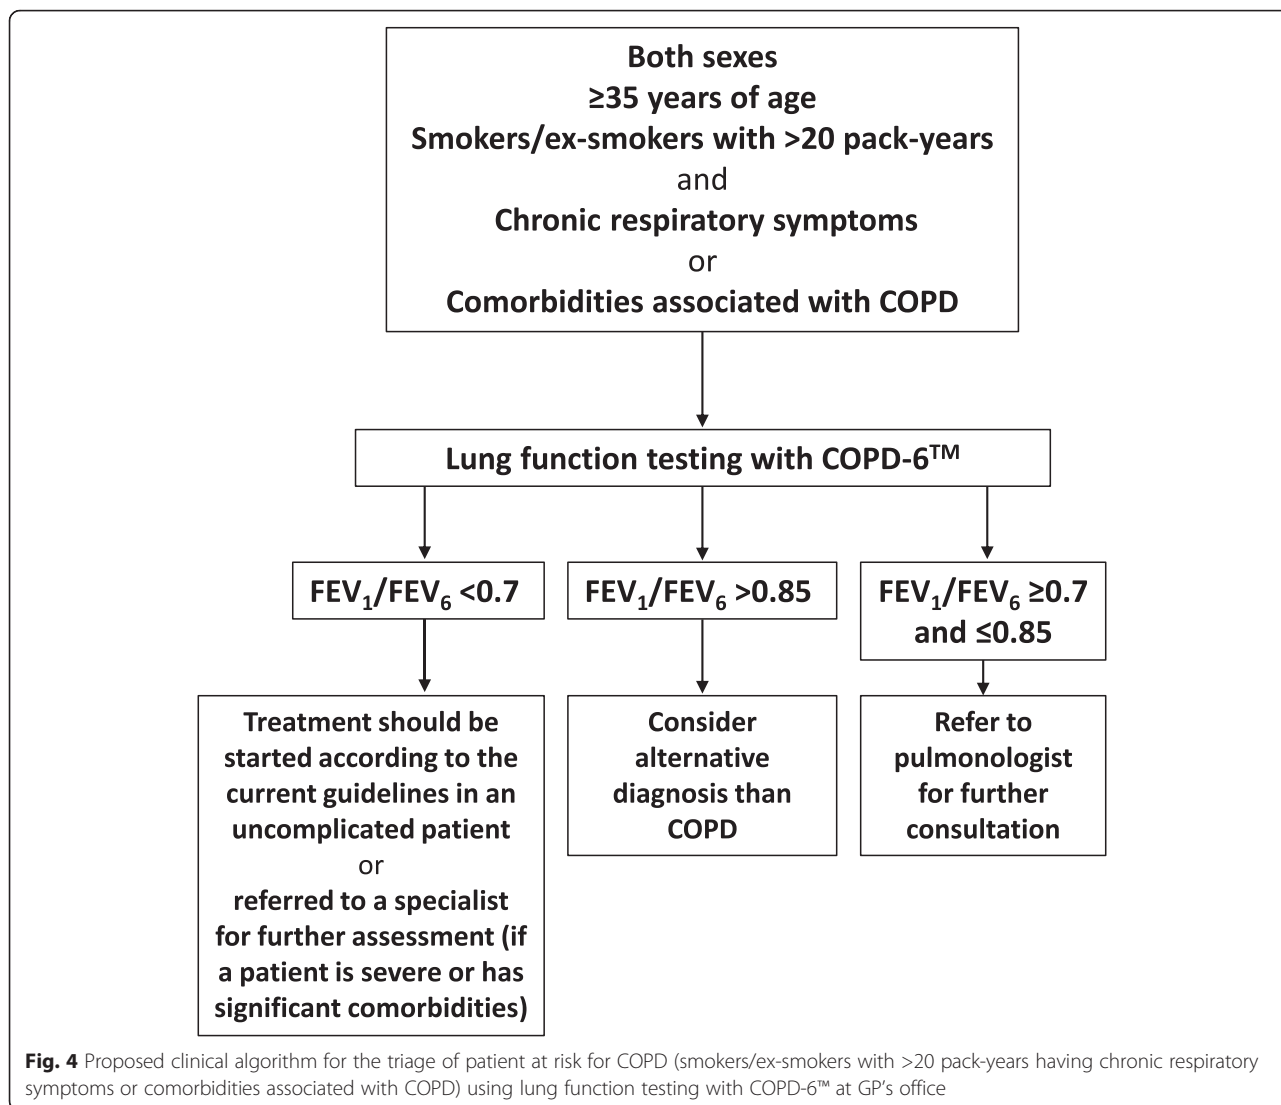 Both sexes
≥35 years of age
Smokers/ex-smokers with >20 pack-years
and
Chronic respiratory symptoms
or
Comorbidities associated with COPD
Lung function testing with COPD-6™
FEV₁/FEV₆ <0.7
FEV₁/FEV₆ >0.85
FEV₁/FEV₆ ≥0.7
and ≤0.85
Treatment should be
started according to the
current guidelines in an
uncomplicated patient
or
referred to a specialist
for further assessment (if
a patient is severe or has
significant comorbidities)
Consider
alternative
diagnosis than
COPD
Refer to
pulmonologist
for further
consultation
Fig. 4 Proposed clinical algorithm for the triage of patient at risk for COPD (smokers/ex-smokers with >20 pack-years having chronic respiratory
symptoms or comorbidities associated with COPD) using lung function testing with COPD-6™ at GP's office